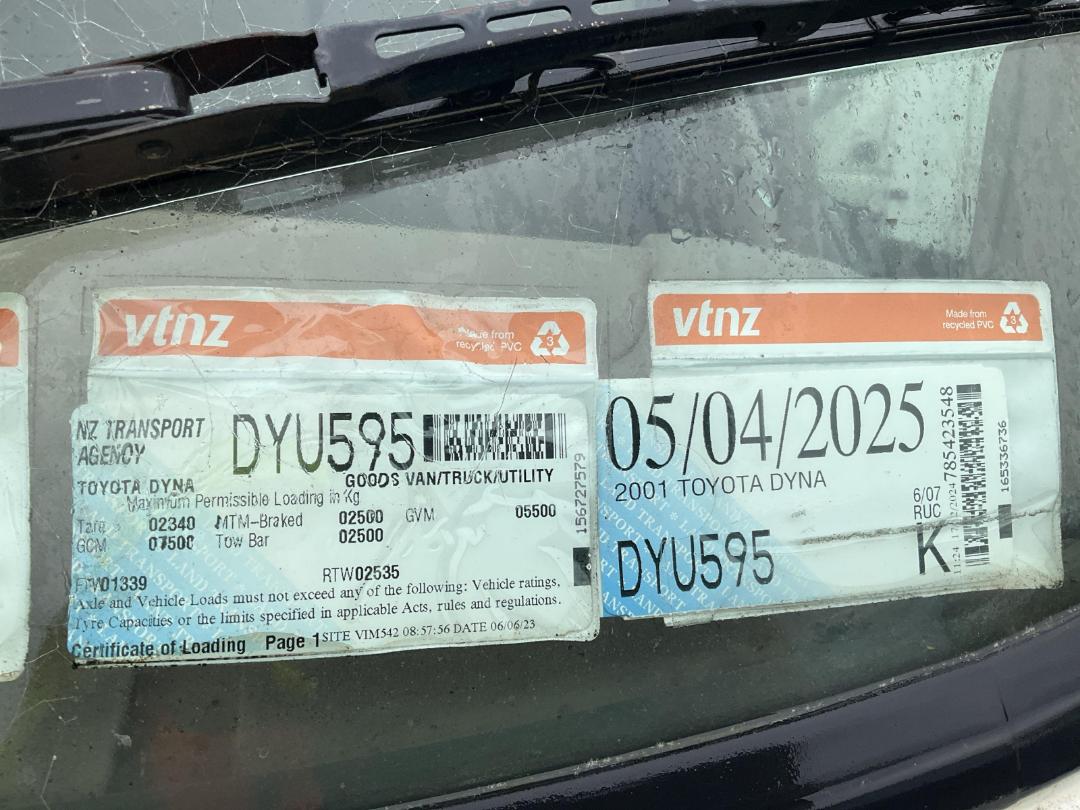 vtnz
Made from
recycled PVC
3
NZ TRANSPORT
AGENCY
DYU595
TOYOTA DYNA
GOODS VAN/TRUCK/UTILITY
Maximum Permissible Loading in Kg
Tare 02340 MTM-Braked 02500 GVM 05500
GCM 07500 Tow Bar 02500
FTW01339 RTW02535
Axle and Vehicle Loads must not exceed any of the following: Vehicle ratings,
Tyre Capacities or the limits specified in applicable Acts, rules and regulations.
Certificate of Loading Page 1 SITE VIM542 08:57:56 DATE 06/06/23
156727579
vtnz
Made from
recycled PVC
3
05/04/2025
2001 TOYOTA DYNA
DYU595
6/07
RUC
K
785423548
165336736